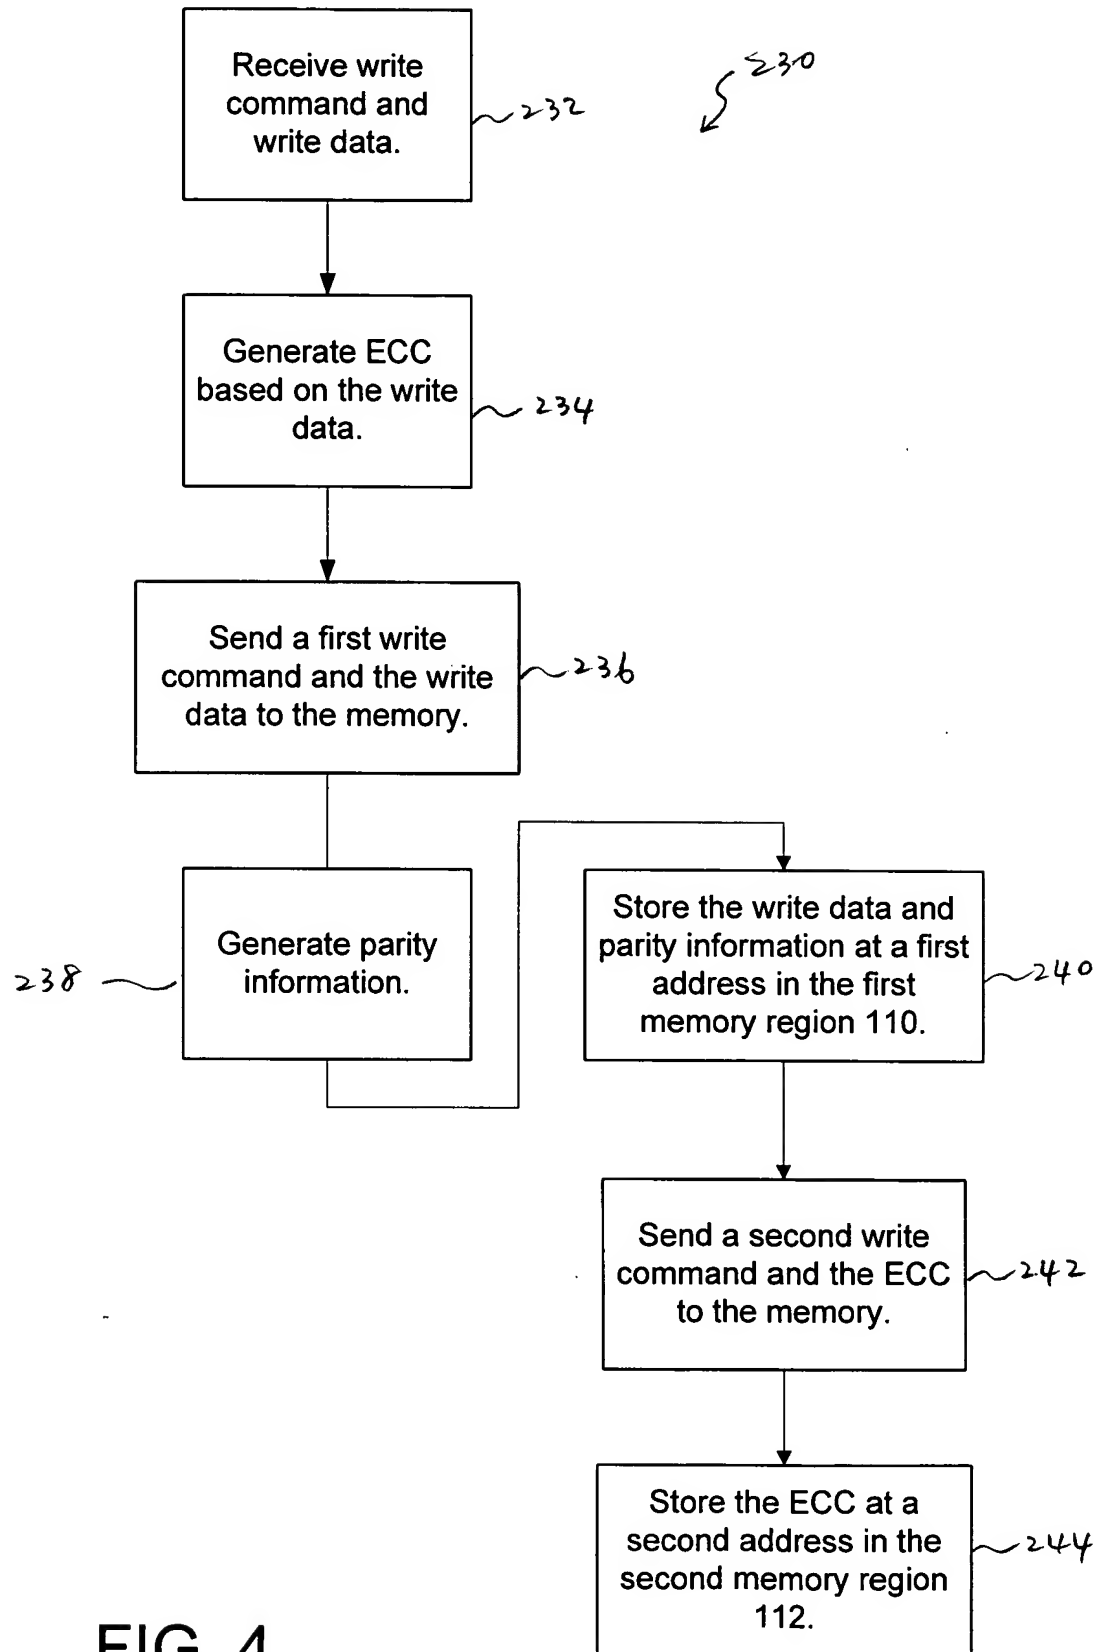 Receive write
command and
write data.
232
230
Generate ECC
based on the write
data.
234
Send a first write
command and the write
data to the memory.
236
Generate parity
information.
238
Store the write data and
parity information at a first
address in the first
memory region 110.
240
Send a second write
command and the ECC
to the memory.
242
Store the ECC at a
second address in the
second memory region
112.
244
FIG. 4